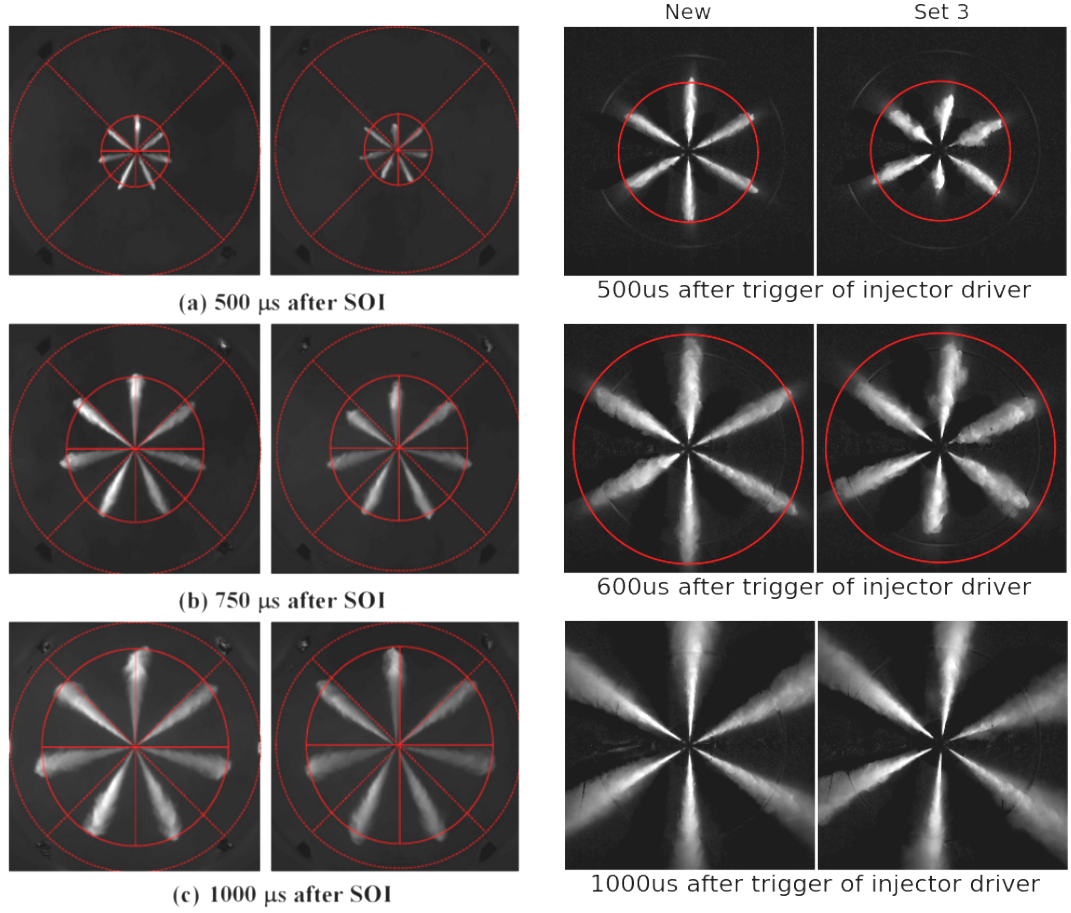 New
Set 3
(a) 500 μs after SOI
500us after trigger of injector driver
(b) 750 μs after SOI
600us after trigger of injector driver
(c) 1000 μs after SOI
1000us after trigger of injector driver